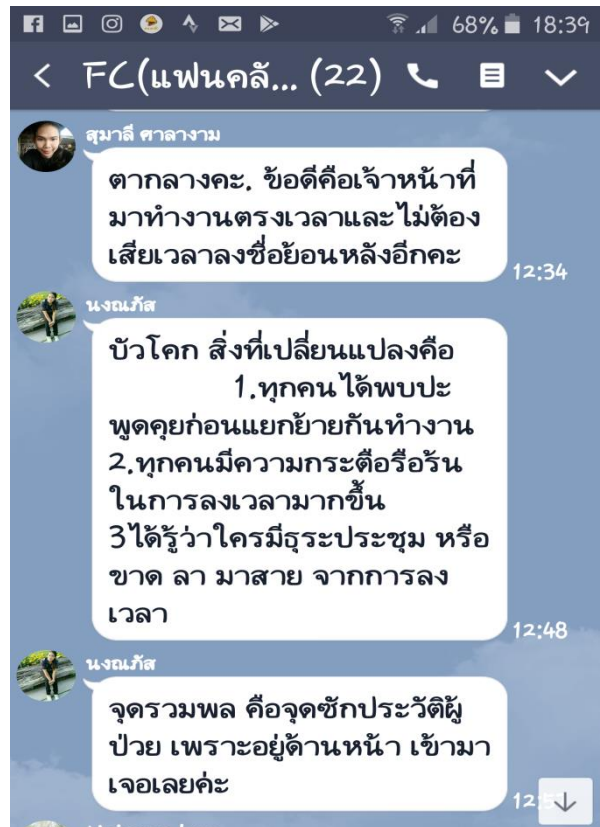 68% 18:39
FC(แฟนคลั... (22)
สุมาลี ศาลางาม
ตากลางคะ. ข้อดีคือเจ้าหน้าที่
มาทำงานตรงเวลาและไม่ต้อง
เสียเวลาลงชื่อย้อนหลังอีกคะ
12:34
นงณภัส
บัวโคก สิ่งที่เปลี่ยนแปลงคือ
1.ทุกคนได้พบปะ
พูดคุยก่อนแยกย้ายกันทำงาน
2.ทุกคนมีความกระตือรือร้น
ในการลงเวลามากขึ้น
3ได้รู้ว่าใครมีธุระประชุม หรือ
ขาด ลา มาสาย จากการลง
เวลา
12:48
นงณภัส
จุดรวมพล คือจุดซักประวัติผู้
ป่วย เพราะอยู่ด้านหน้า เข้ามา
เจอเลยค่ะ